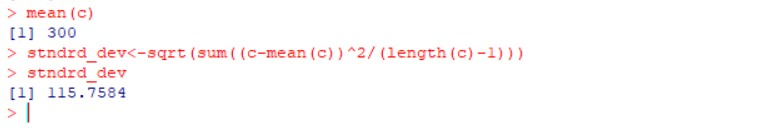 > mean(c)
[1] 300
> stndrd_dev<-sqrt(sum((c-mean(c))^2/(length(c)-1)))
> stndrd_dev
[1] 115.7584
>